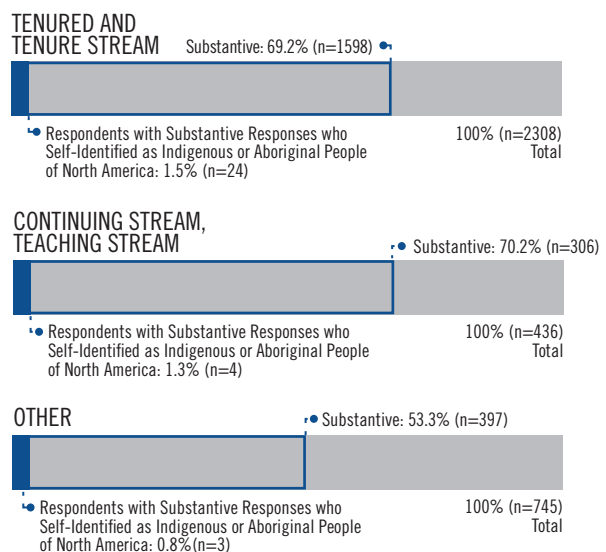 TENURED AND
TENURE STREAM
Substantive: 69.2% (n=1598)
Respondents with Substantive Responses who
Self-Identified as Indigenous or Aboriginal People
of North America: 1.5% (n=24)
100% (n=2308)
Total
CONTINUING STREAM,
TEACHING STREAM
Substantive: 70.2% (n=306)
Respondents with Substantive Responses who
Self-Identified as Indigenous or Aboriginal People
of North America: 1.3% (n=4)
100% (n=436)
Total
OTHER
Substantive: 53.3% (n=397)
Respondents with Substantive Responses who
Self-Identified as Indigenous or Aboriginal People
of North America: 0.8%(n=3)
100% (n=745)
Total